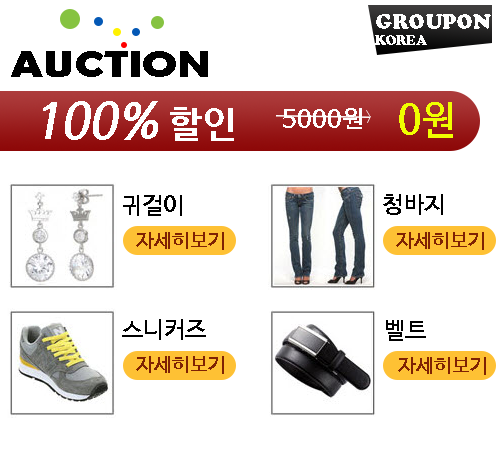 AUCTION
GROUPON
KOREA
100% 할인 5000원 0원
귀걸이
자세히보기
청바지
자세히보기
스니커즈
자세히보기
벨트
자세히보기